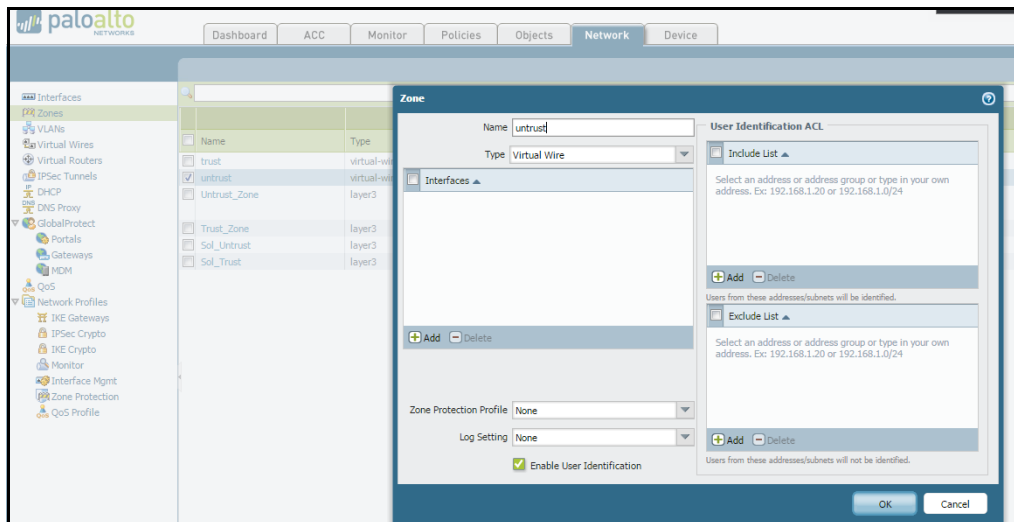 paloalto
NETWORKS
Dashboard
ACC
Monitor
Policies
Objects
Network
Device
Interfaces
Zones
VLANs
Virtual Wires
Virtual Routers
IPSec Tunnels
DHCP
DNS Proxy
GlobalProtect
Portals
Gateways
MDM
QoS
Network Profiles
IKE Gateways
IPSec Crypto
IKE Crypto
Monitor
Interface Mgmt
Zone Protection
QoS Profile
Name Type
trust virtual-wi
untrust virtual-wi
Untrust_Zone layer3
Trust_Zone layer3
Sol_Untrust layer3
Sol_Trust layer3
Zone
Name untrust
Type Virtual Wire
Interfaces
Add Delete
Zone Protection Profile None
Log Setting None
Enable User Identification
User Identification ACL
Include List
Select an address or address group or type in your own
address. Ex: 192.168.1.20 or 192.168.1.0/24
Add Delete
Users from these addresses/subnets will be identified.
Exclude List
Select an address or address group or type in your own
address. Ex: 192.168.1.20 or 192.168.1.0/24
Add Delete
Users from these addresses/subnets will not be identified.
OK
Cancel